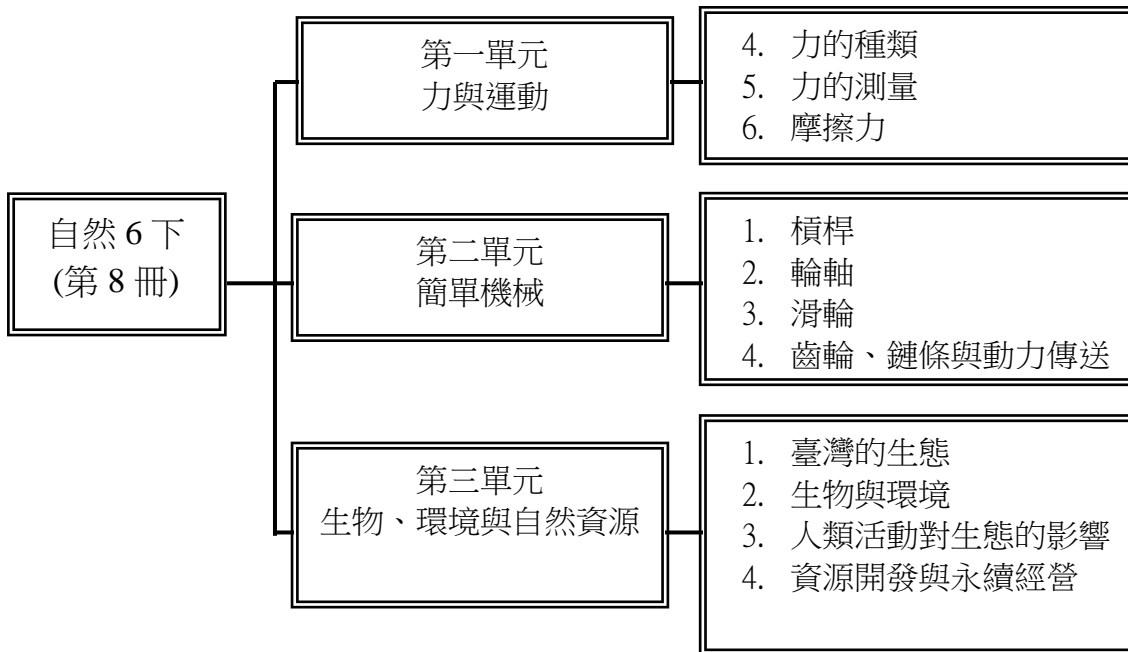 自然 6 下
(第 8 冊)
第一單元
力與運動
4. 力的種類
5. 力的測量
6. 摩擦力
第二單元
簡單機械
1. 槓桿
2. 輪軸
3. 滑輪
4. 齒輪、鏈條與動力傳送
第三單元
生物、環境與自然資源
1. 臺灣的生態
2. 生物與環境
3. 人類活動對生態的影響
4. 資源開發與永續經營